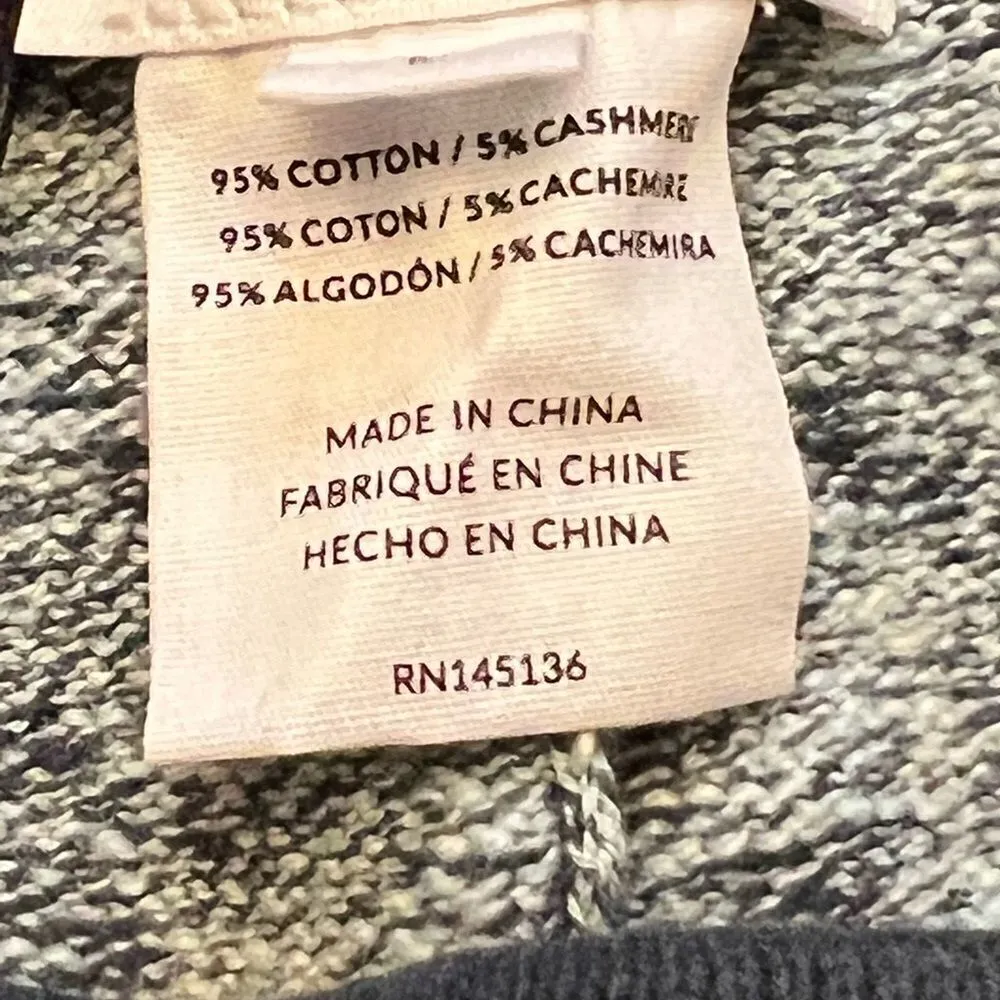 95% COTTON / 5% CASHMERE
95% COTON / 5% CACHEMIRE
95% ALGODÓN / 5% CACHEMIRA
MADE IN CHINA
FABRIQUÉ EN CHINE
HECHO EN CHINA
RN145136